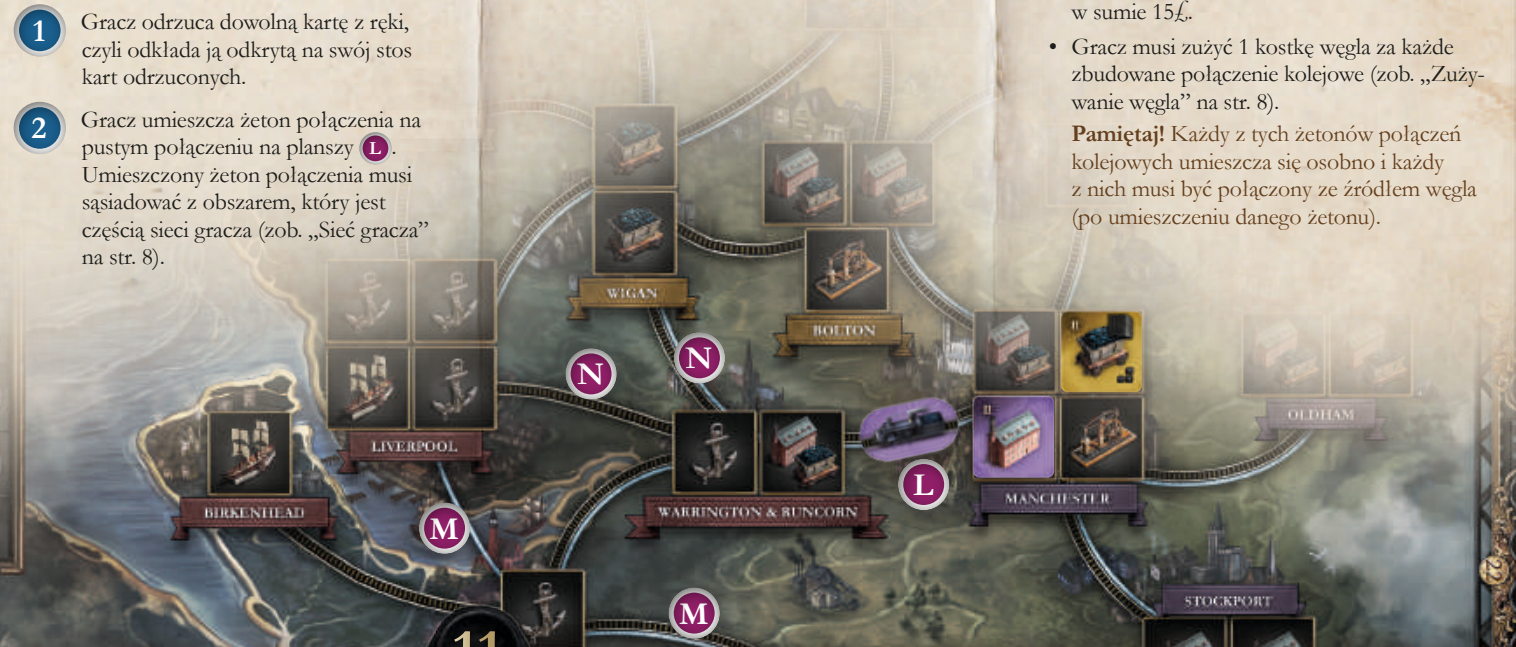 1
Gracz odrzuca dowolną kartę z ręki,
czyli odkłada ją odkrytą na swój stos
kart odrzuconych.
2
Gracz umieszcza żeton połączenia na
pustym połączeniu na planszy L.
Umieszczony żeton połączenia musi
sąsiadować z obszarem, który jest
częścią sieci gracza (zob. „Sieć gracza”
na str. 8).
w sumie 15£.
• Gracz musi zużyć 1 kostkę węgla za każde
zbudowane połączenie kolejowe (zob. „Zuży-
wanie węgla” na str. 8).
Pamiętaj! Każdy z tych żetonów połączeń
kolejowych umieszcza się osobno i każdy
z nich musi być połączony ze źródłem węgla
(po umieszczeniu danego żetonu).
WIGAN
BOLTON
II
N
N
II
OLDHAM
LIVERPOOL
L
MANCHESTER
BIRKENHEAD
WARRINGTON & RUNCORN
M
22
STOCKPORT
M
11